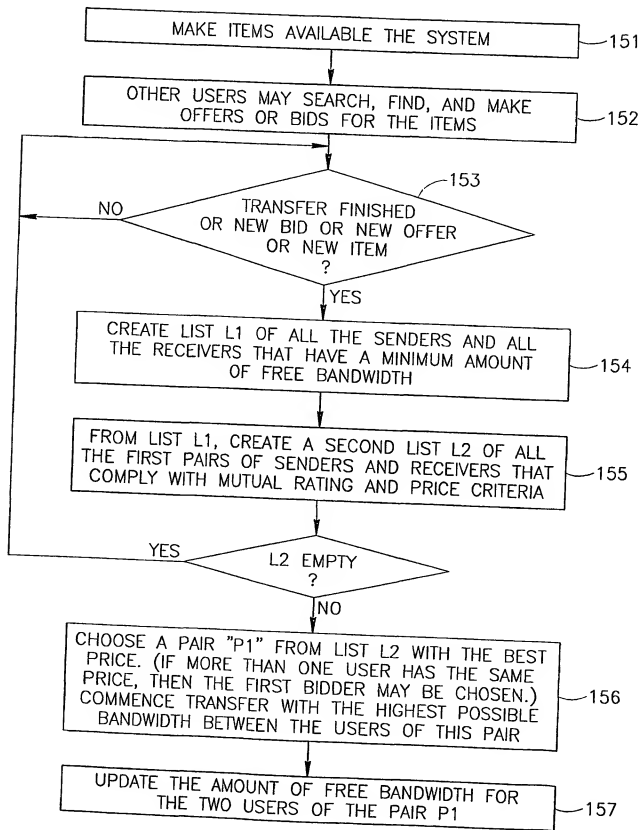 MAKE ITEMS AVAILABLE THE SYSTEM
151
OTHER USERS MAY SEARCH, FIND, AND MAKE
OFFERS OR BIDS FOR THE ITEMS
152
153
NO
TRANSFER FINISHED
OR NEW BID OR NEW OFFER
OR NEW ITEM
?
YES
CREATE LIST L1 OF ALL THE SENDERS AND ALL
THE RECEIVERS THAT HAVE A MINIMUM AMOUNT
OF FREE BANDWIDTH
154
FROM LIST L1, CREATE A SECOND LIST L2 OF ALL
THE FIRST PAIRS OF SENDERS AND RECEIVERS THAT
COMPLY WITH MUTUAL RATING AND PRICE CRITERIA
155
YES
L2 EMPTY
?
NO
CHOOSE A PAIR "P1" FROM LIST L2 WITH THE BEST
PRICE. (IF MORE THAN ONE USER HAS THE SAME
PRICE, THEN THE FIRST BIDDER MAY BE CHOSEN.)
COMMENCE TRANSFER WITH THE HIGHEST POSSIBLE
BANDWIDTH BETWEEN THE USERS OF THIS PAIR
156
UPDATE THE AMOUNT OF FREE BANDWIDTH FOR
THE TWO USERS OF THE PAIR P1
157